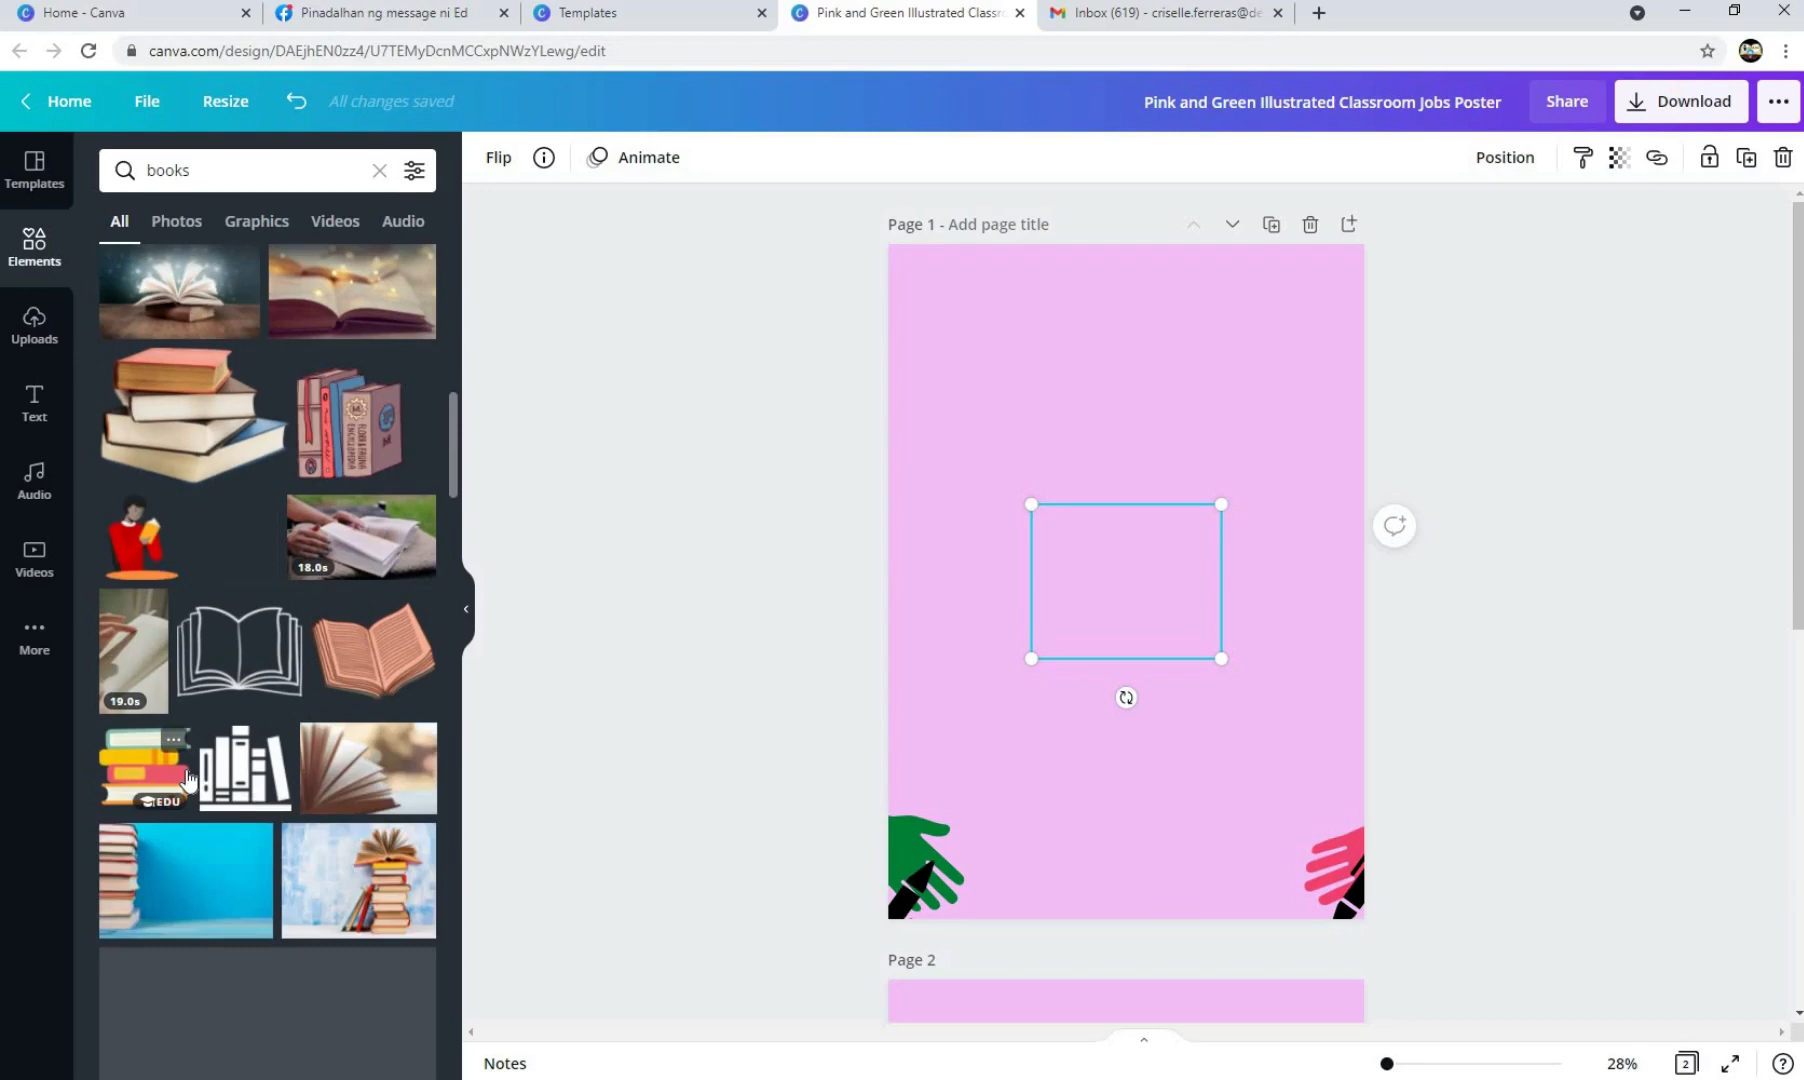 Home - Canva
Pinadalhan ng message ni Ed
Templates
Pink and Green Illustrated Classr
Inbox (619) - criselle.ferreras@de
canva.com/design/DAEjhEN0zz4/U7TEMyDcnMCCxpNWzYLewg/edit
Home
File
Resize
All changes saved
Pink and Green Illustrated Classroom Jobs Poster
Share
Download
Templates
Elements
Uploads
Text
Audio
Videos
More
books
All
Photos
Graphics
Videos
Audio
18.0s
19.0s
EDU
Flip
Animate
Position
Page 1 - Add page title
Page 2
Notes
28%
2